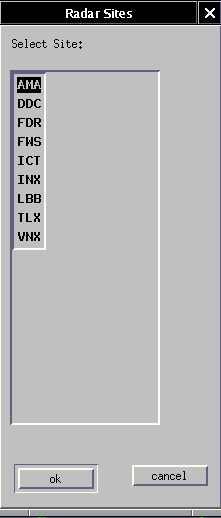 Radar Sites
Select Site:
AMA
DDC
FDR
FWS
ICT
INX
LBB
TLX
VNX
ok
cancel